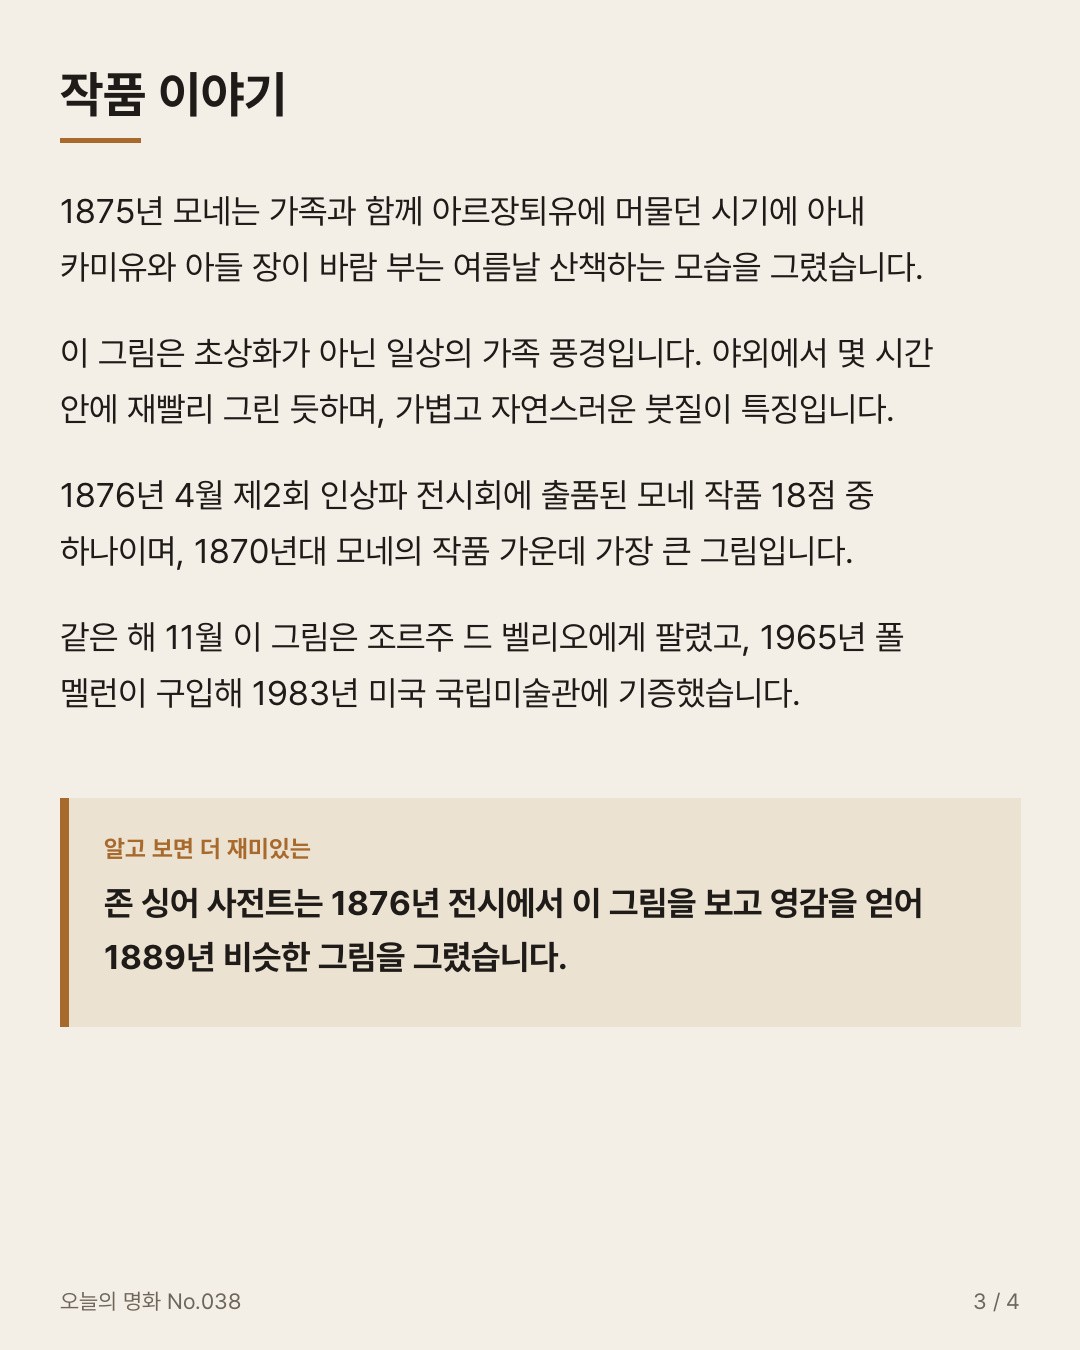 작품 이야기
1875년 모네는 가족과 함께 아르장퇴유에 머물던 시기에 아내
카미유와 아들 장이 바람 부는 여름날 산책하는 모습을 그렸습니다.
이 그림은 초상화가 아닌 일상의 가족 풍경입니다. 야외에서 몇 시간
안에 재빨리 그린 듯하며, 가볍고 자연스러운 붓질이 특징입니다.
1876년 4월 제2회 인상파 전시회에 출품된 모네 작품 18점 중
하나이며, 1870년대 모네의 작품 가운데 가장 큰 그림입니다.
같은 해 11월 이 그림은 조르주 드 벨리오에게 팔렸고, 1965년 폴
멜런이 구입해 1983년 미국 국립미술관에 기증했습니다.
알고 보면 더 재미있는
존 싱어 사전트는 1876년 전시에서 이 그림을 보고 영감을 얻어
1889년 비슷한 그림을 그렸습니다.
오늘의 명화 No.038
3 / 4